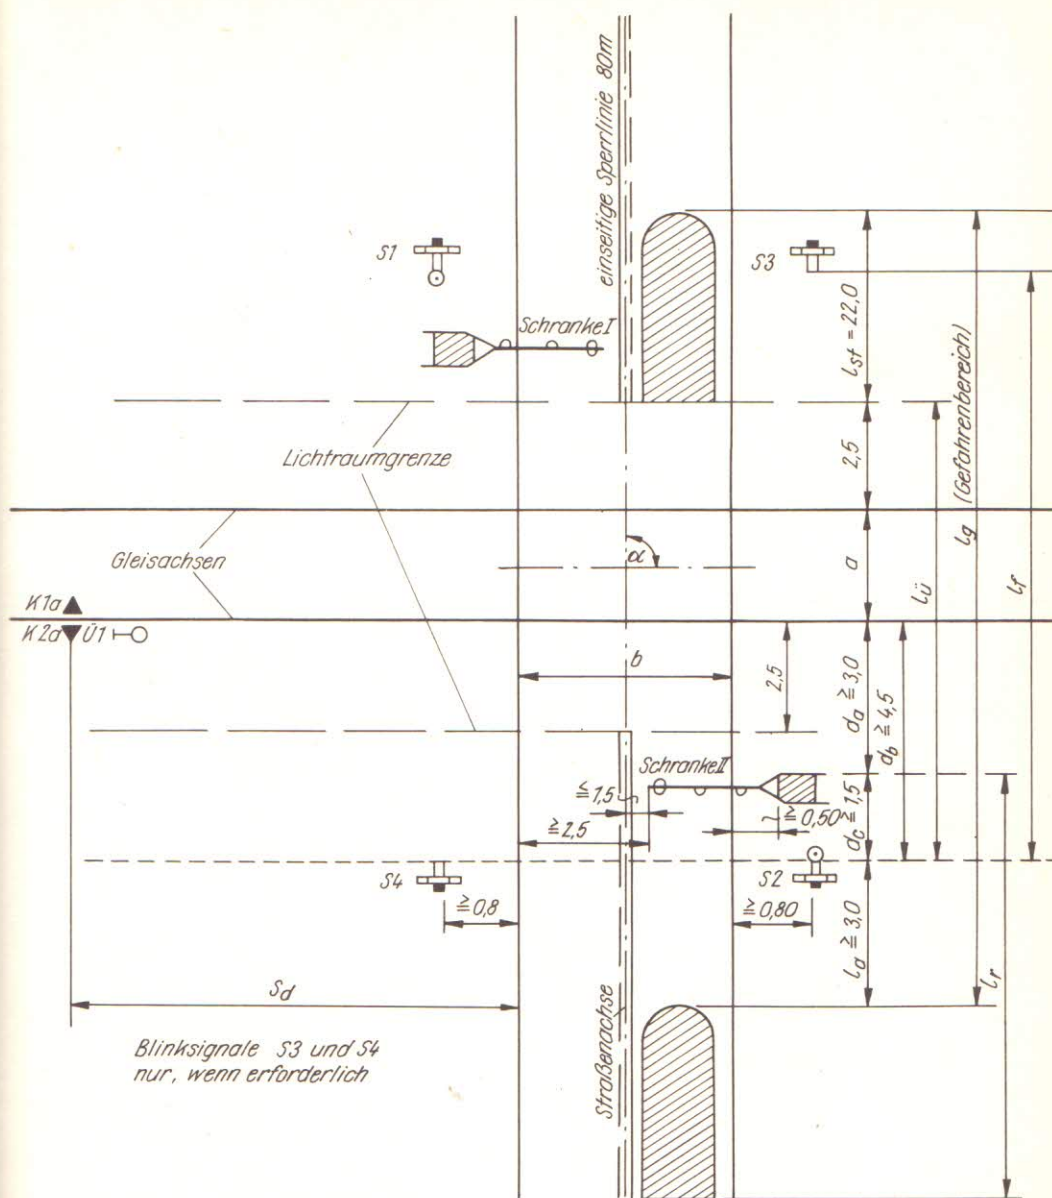 einseitige Sperrlinie 80m
S1
S3
Schranke I
lst = 22,0
lg (Gefahrenbereich)
Lichtraumgrenze
2,5
lf
lü
Gleisachsen
α
a
K1a
K2a Ü1
b
2,5
da ≧ 3,0
db ≧ 4,5
Schranke II
≦1,5
≧0,50
dc ≧ 1,5
≧2,5
S4
S2
≧0,8
≧0,80
la ≧ 3,0
lr
Sd
Straßenachse
Blinksignale S3 und S4
nur, wenn erforderlich